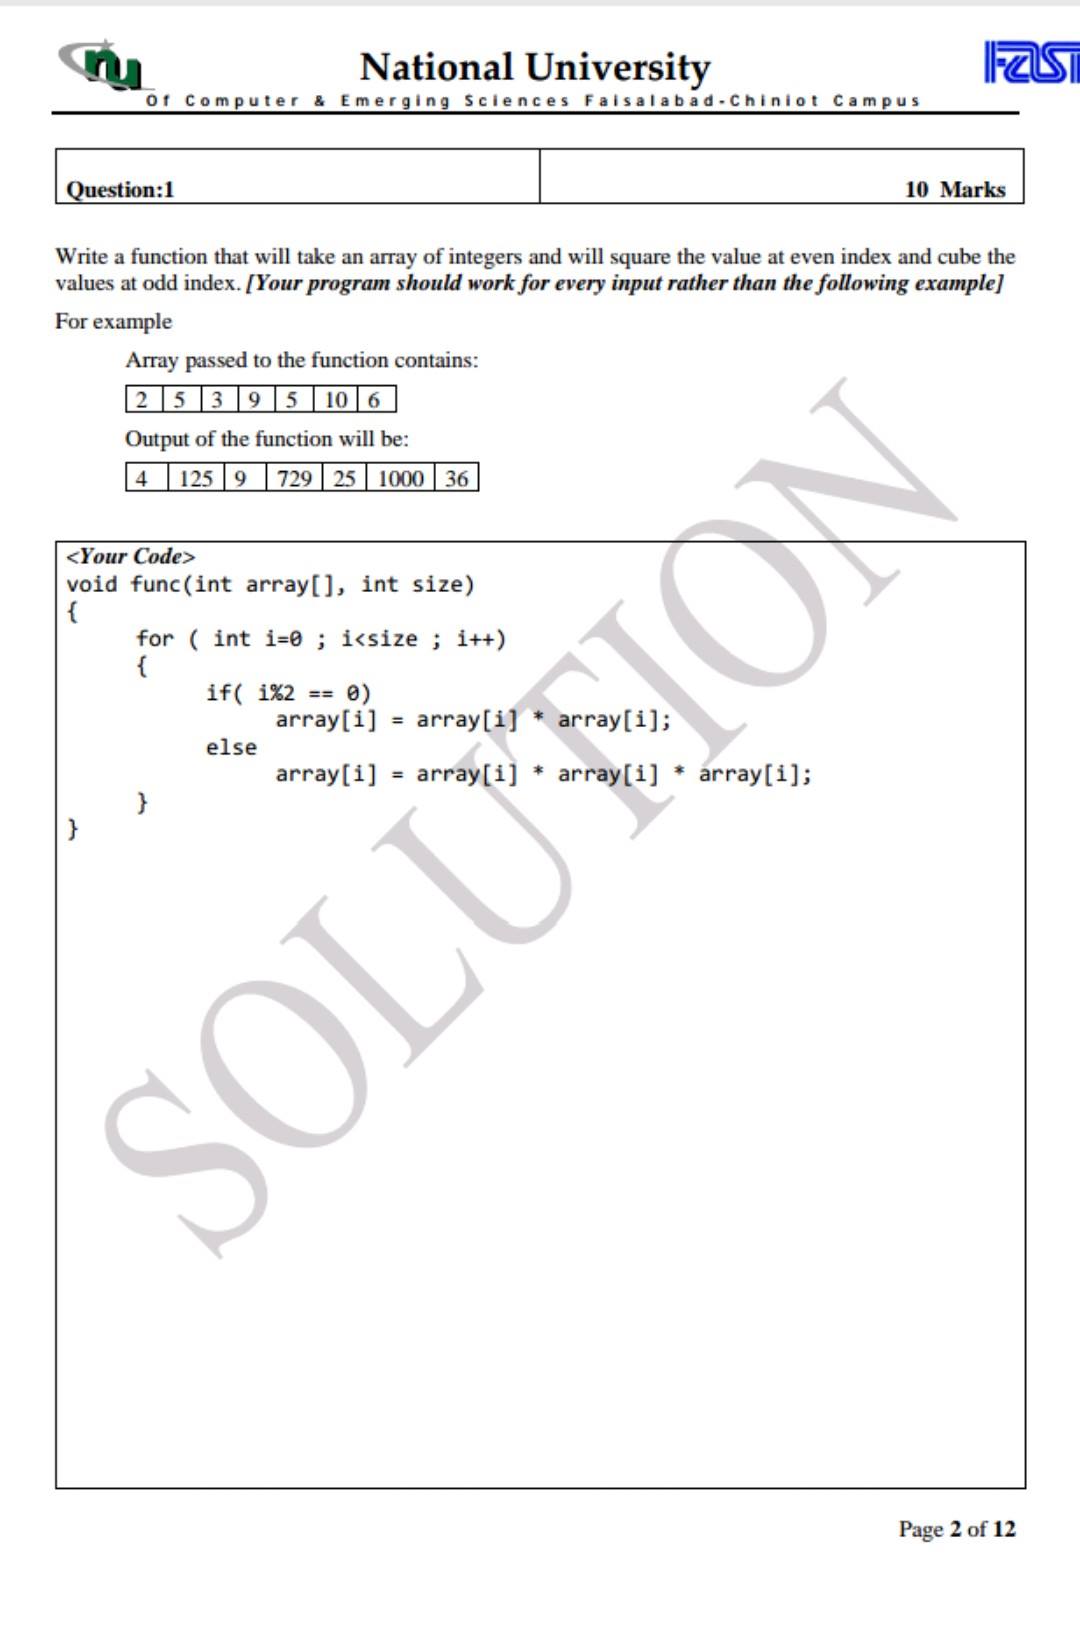 nu
National University
FAST
Of Computer & Emerging Sciences Faisalabad-Chiniot Campus
Question:1 10 Marks
Write a function that will take an array of integers and will square the value at even index and cube the
values at odd index. [Your program should work for every input rather than the following example]
For example
Array passed to the function contains:
2 5 3 9 5 10 6
Output of the function will be:
4 125 9 729 25 1000 36
<Your Code>
void func(int array[], int size)
{
for ( int i=0 ; i<size ; i++)
{
if( i%2 == 0)
array[i] = array[i] * array[i];
else
array[i] = array[i] * array[i] * array[i];
}
}
SOLUTION
Page 2 of 12